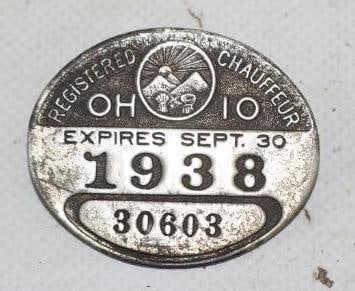 REGISTERED CHAUFFEUR
OHIO
EXPIRES SEPT. 30
1938
30603